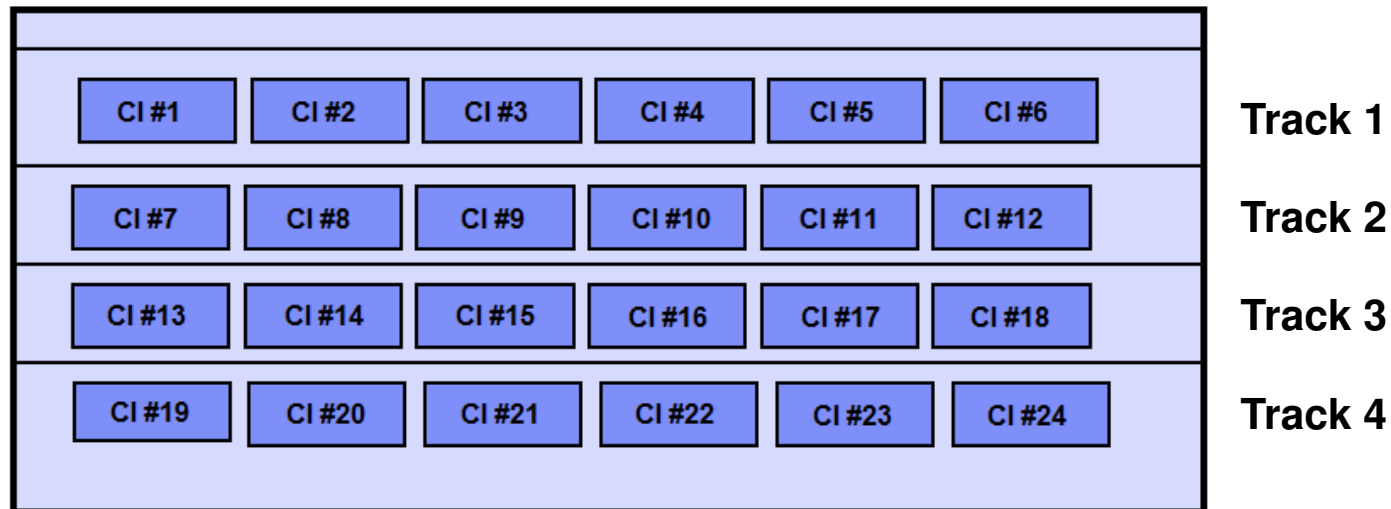 CI #1 CI #2 CI #3 CI #4 CI #5 CI #6 Track 1
CI #7 CI #8 CI #9 CI #10 CI #11 CI #12 Track 2
CI #13 CI #14 CI #15 CI #16 CI #17 CI #18 Track 3
CI #19 CI #20 CI #21 CI #22 CI #23 CI #24 Track 4